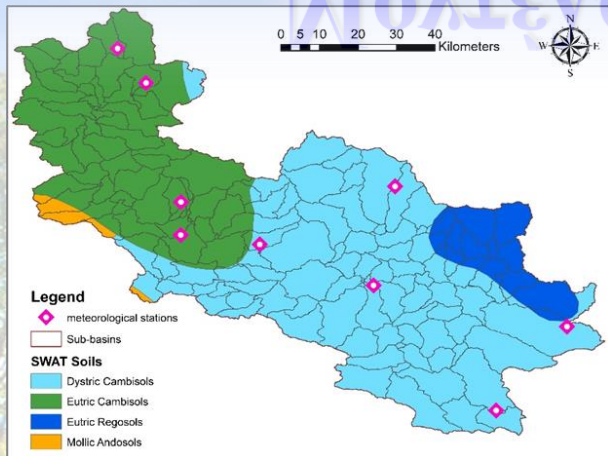 N
0 5 10 20 30 40
Kilometers
W E
S
Legend
meteorological stations
Sub-basins
SWAT Soils
Dystric Cambisols
Eutric Cambisols
Eutric Regosols
Mollic Andosols